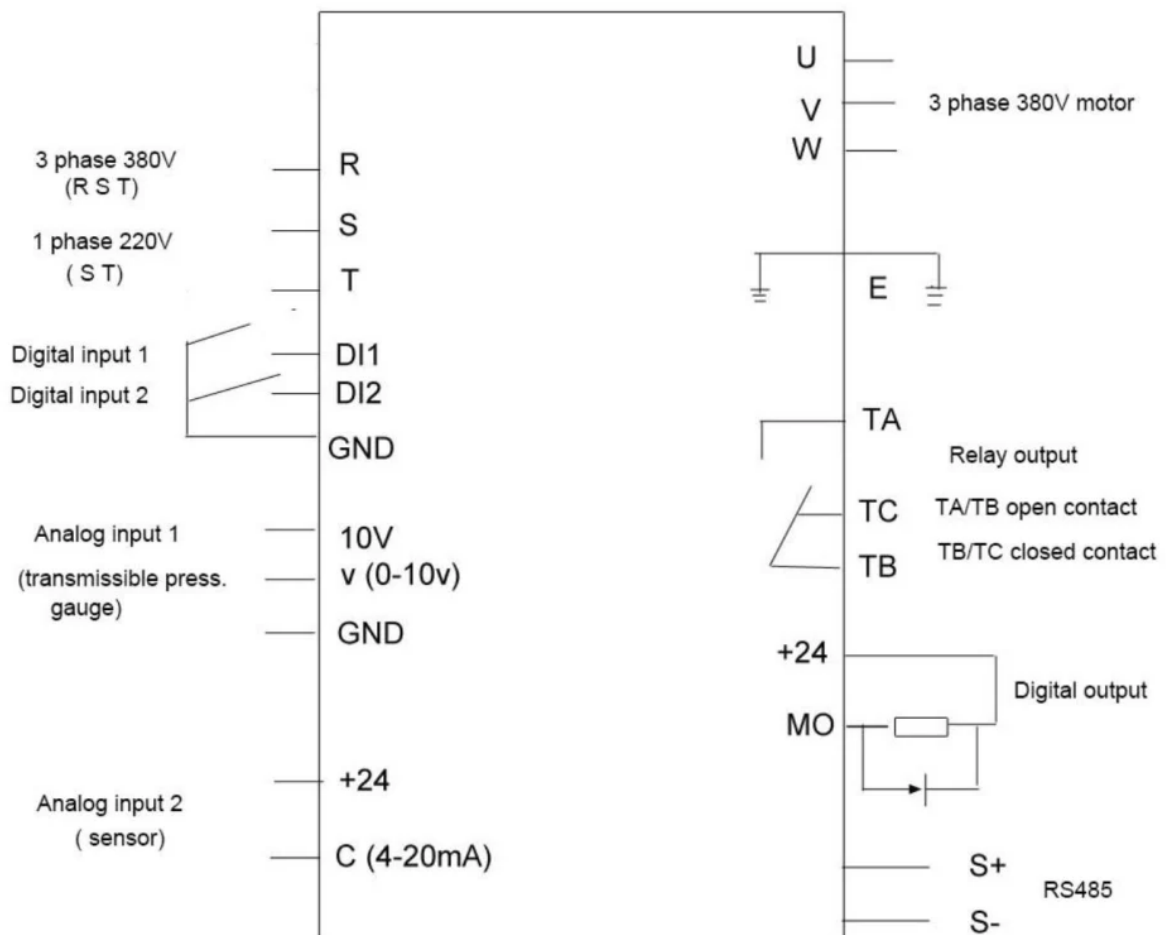 U
V
3 phase 380V motor
W
3 phase 380V
(R S T)
R
S
1 phase 220V
( S T)
T
E
Digital input 1
DI1
Digital input 2
DI2
GND
TA
Relay output
TC
TA/TB open contact
TB/TC closed contact
TB
Analog input 1
10V
(transmissible press.
gauge)
v (0-10v)
GND
+24
Digital output
MO
+24
Analog input 2
( sensor)
C (4-20mA)
S+
RS485
S-